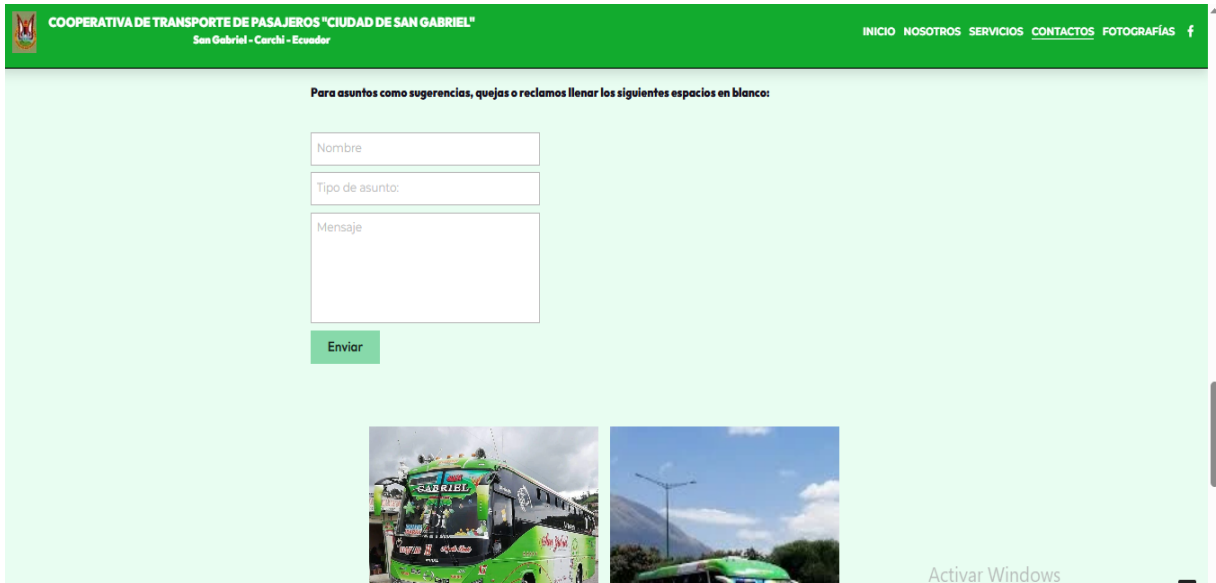 COOPERATIVA DE TRANSPORTE DE PASAJEROS "CIUDAD DE SAN GABRIEL"
San Gabriel - Carchi - Ecuador
INICIO NOSOTROS SERVICIOS CONTACTOS FOTOGRAFÍAS f
Para asuntos como sugerencias, quejas o reclamos llenar los siguientes espacios en blanco:
Nombre
Tipo de asunto:
Mensaje
Enviar
GABRIEL
San Gabriel
Activar Windows